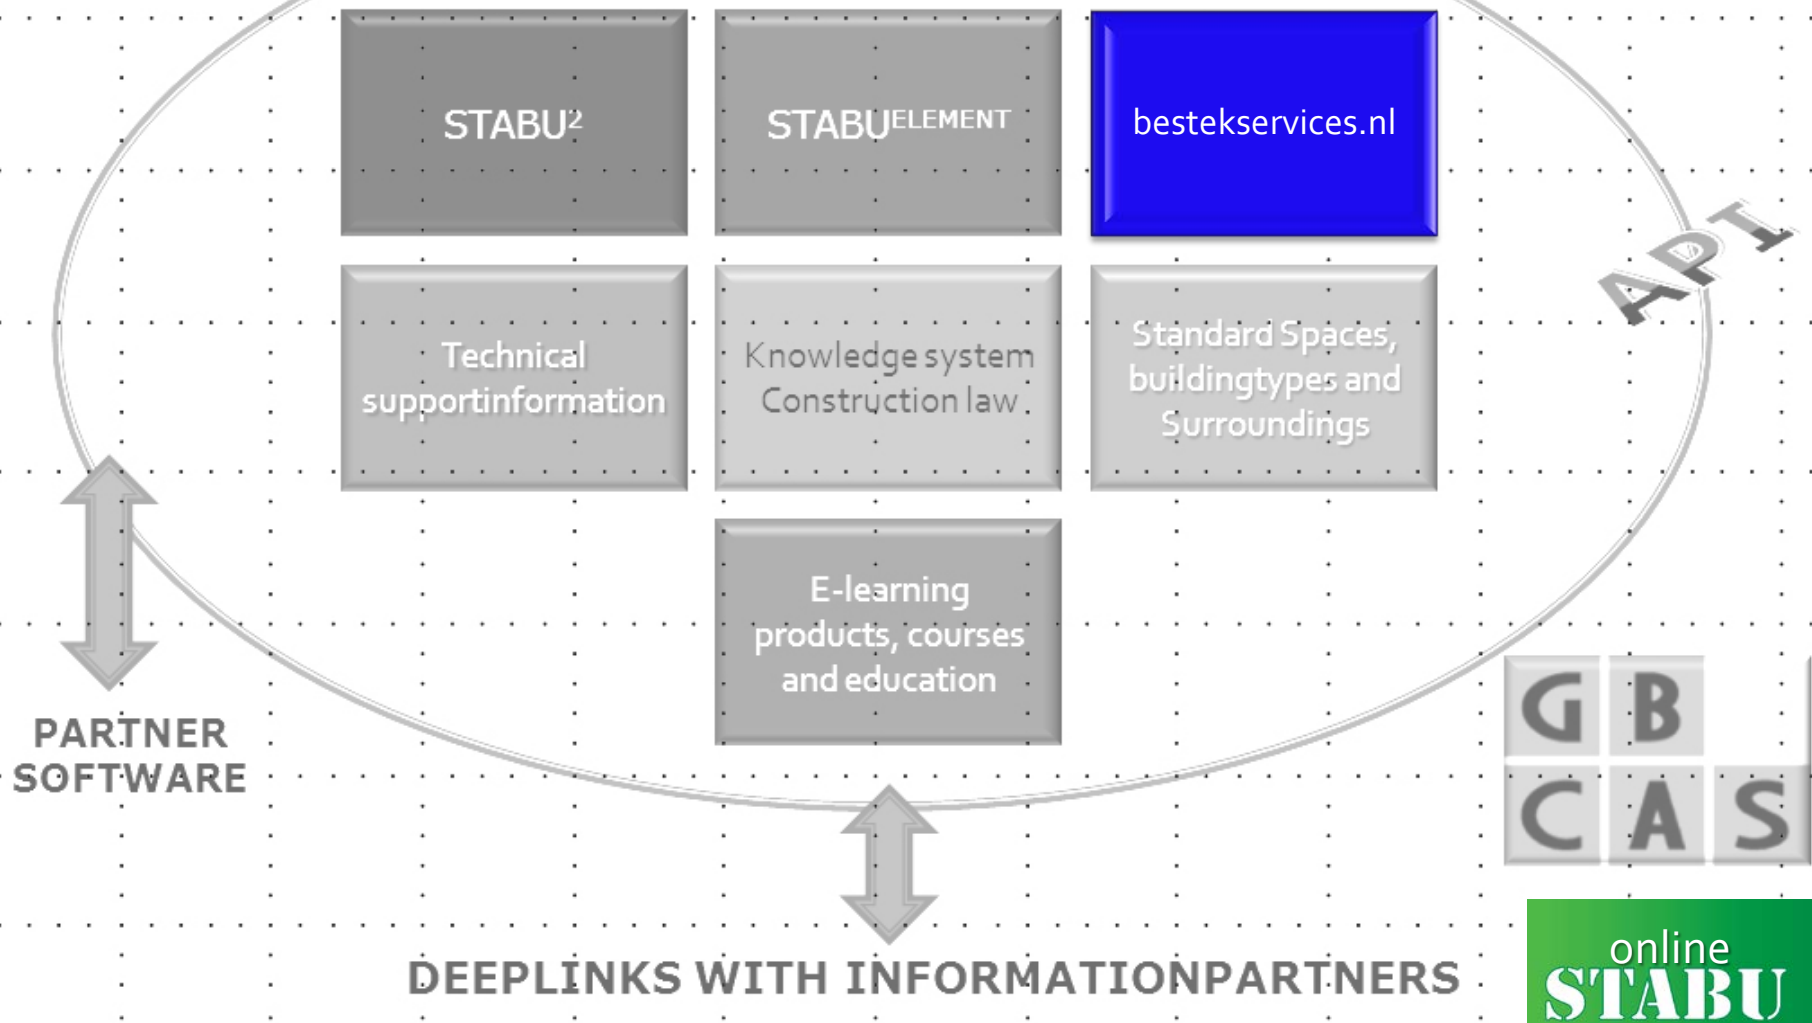 STABU²
STABUᴱᴸᴱᴹᴱᴺᵀ
bestekservices.nl
API
Technical
supportinformation
Knowledge system
Construction law
Standard Spaces,
buildingtypes and
Surroundings
E-learning
products, courses
and education
PARTNER
SOFTWARE
G B
C A S
DEEPLINKS WITH INFORMATIONPARTNERS
online
STABU